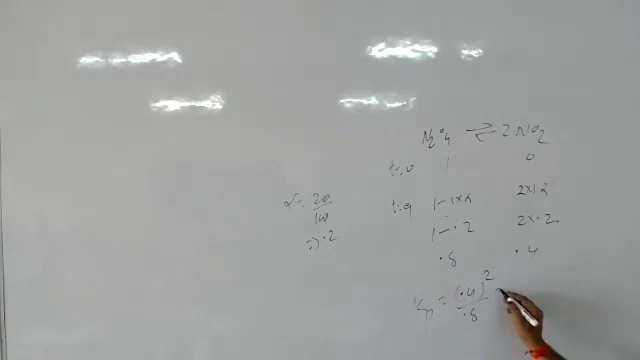 N2O4 ⇌ 2NO2
t=0 1 0
α = 20/100 t=eq 1-1×α 2×1α
⇒ .2 1-.2 2×.2
.8 .4
Kp = (.4)²/.8